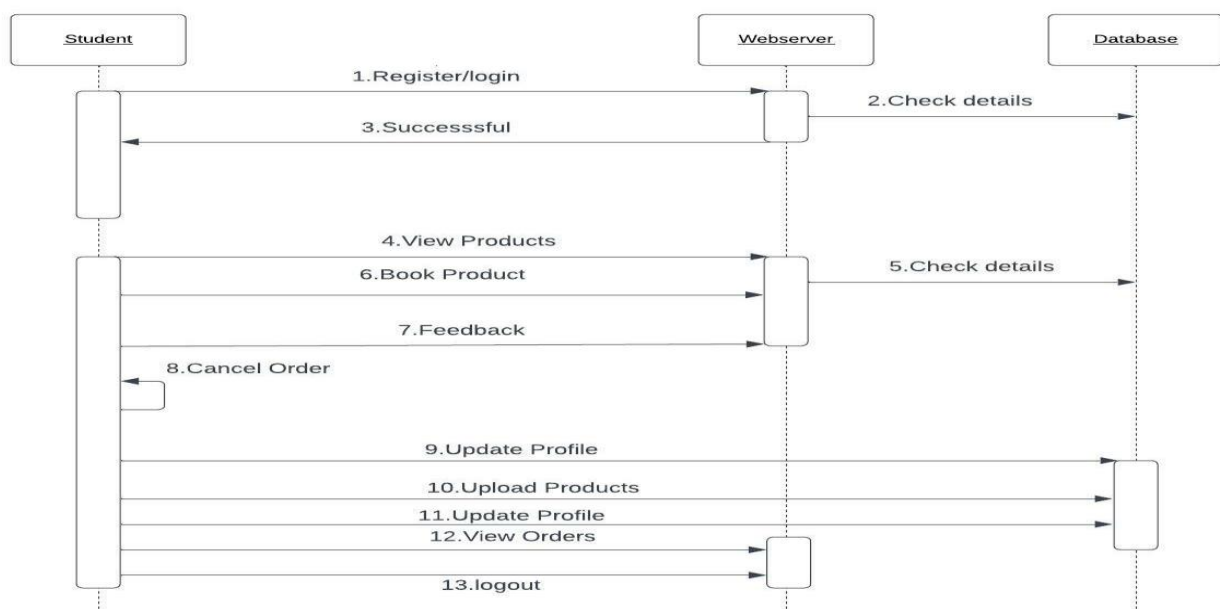 Student
Webserver
Database
1.Register/login
2.Check details
3.Successsful
4.View Products
5.Check details
6.Book Product
7.Feedback
8.Cancel Order
9.Update Profile
10.Upload Products
11.Update Profile
12.View Orders
13.logout